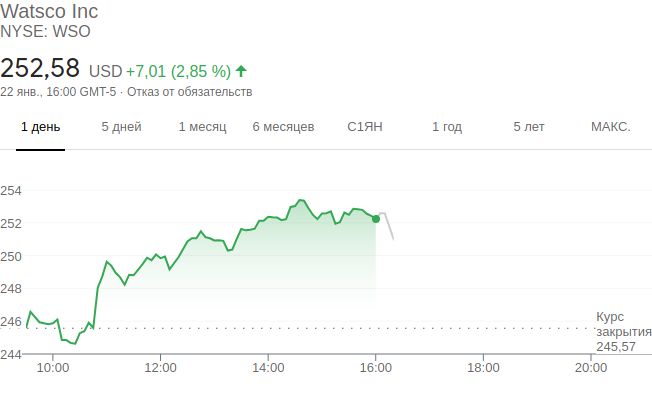 Watsco Inc
NYSE: WSO
252,58 USD +7,01 (2,85 %)
22 янв., 16:00 GMT-5 · Отказ от обязательств
1 день 5 дней 1 месяц 6 месяцев С1ЯН 1 год 5 лет МАКС.
254
252
250
248
246
244
Курс
закрытия
245,57
10:00 12:00 14:00 16:00 18:00 20:00